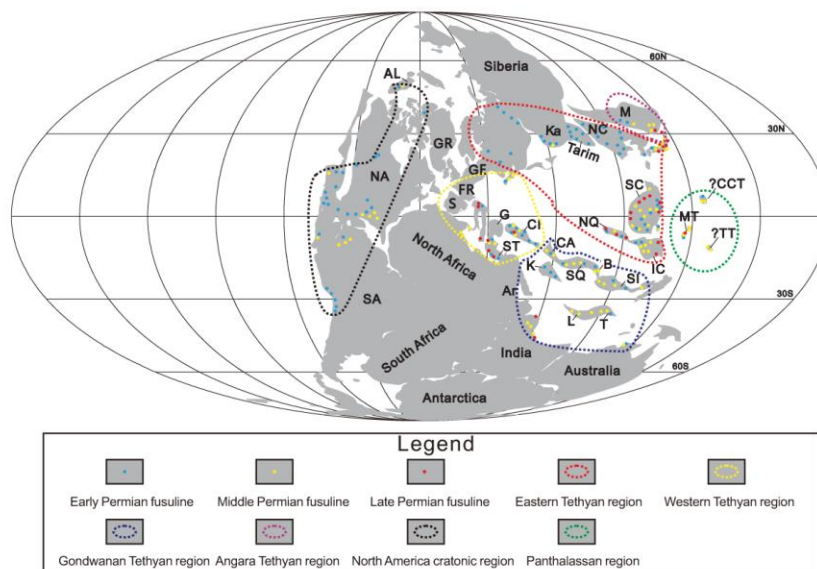 60N
Siberia
AL
M
30N
Ka
NC
GR
Tarim
NA
GF
FR
S
SC
?CCT
NQ
MT
G
CI
?TT
North Africa
ST
CA
IC
K
B
SQ
SI
Ar
SA
30S
L
T
South Africa
India
Australia
60S
Antarctica
Legend
Early Permian fusuline Middle Permian fusuline Late Permian fusuline Eastern Tethyan region Western Tethyan region
Gondwanan Tethyan region Angara Tethyan region North America cratonic region Panthalassan region